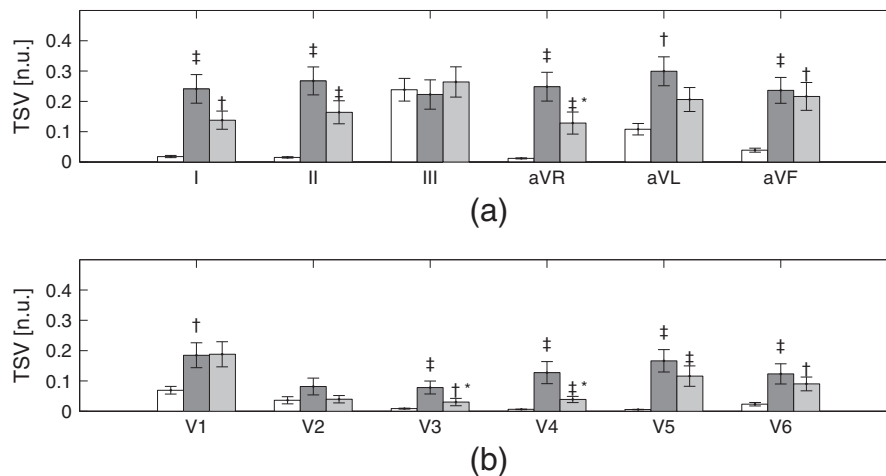 TSV [n.u.]
0.4
0.3
0.2
0.1
0
‡ † ‡ ‡ ‡ ‡ * † ‡ †
I II III aVR aVL aVF
(a)
TSV [n.u.]
0.4
0.3
0.2
0.1
0
† ‡ † * ‡ ‡ * ‡ ‡ ‡ †
V1 V2 V3 V4 V5 V6
(b)